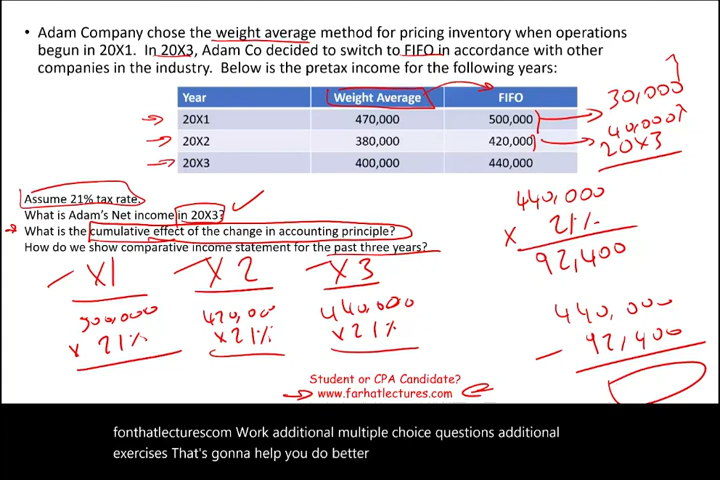 • Adam Company chose the weight average method for pricing inventory when operations
begun in 20X1. In 20X3, Adam Co decided to switch to FIFO in accordance with other
companies in the industry. Below is the pretax income for the following years:
Year Weight Average FIFO
20X1 470,000 500,000
20X2 380,000 420,000
20X3 400,000 440,000
30,000
40,000
20X3
Assume 21% tax rate.
What is Adam's Net income in 20X3?
What is the cumulative effect of the change in accounting principle?
How do we show comparative income statement for the past three years?
440,000
x 21%
92,400
X1 X2 X3
500,000 420,000 440,000
x 21% x 21% x 21%
440,000
- 92,400
Student or CPA Candidate?
www.farhatlectures.com
fonthatlecturescom Work additional multiple choice questions additional
exercises That's gonna help you do better